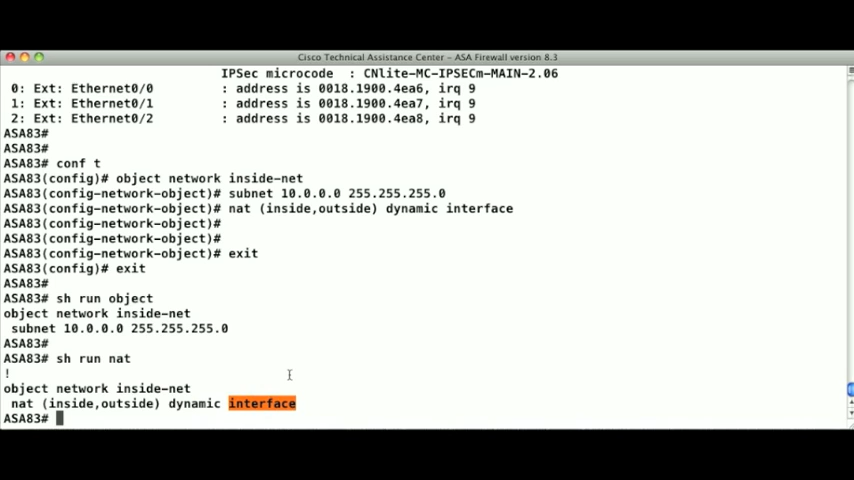 Cisco Technical Assistance Center – ASA Firewall version 8.3
IPSec microcode : CNlite-MC-IPSECm-MAIN-2.06
0: Ext: Ethernet0/0 : address is 0018.1900.4ea6, irq 9
1: Ext: Ethernet0/1 : address is 0018.1900.4ea7, irq 9
2: Ext: Ethernet0/2 : address is 0018.1900.4ea8, irq 9
ASA83#
ASA83#
ASA83# conf t
ASA83(config)# object network inside-net
ASA83(config-network-object)# subnet 10.0.0.0 255.255.255.0
ASA83(config-network-object)# nat (inside,outside) dynamic interface
ASA83(config-network-object)#
ASA83(config-network-object)#
ASA83(config-network-object)# exit
ASA83(config)# exit
ASA83#
ASA83# sh run object
object network inside-net
subnet 10.0.0.0 255.255.255.0
ASA83#
ASA83# sh run nat
!
object network inside-net
nat (inside,outside) dynamic interface
ASA83#